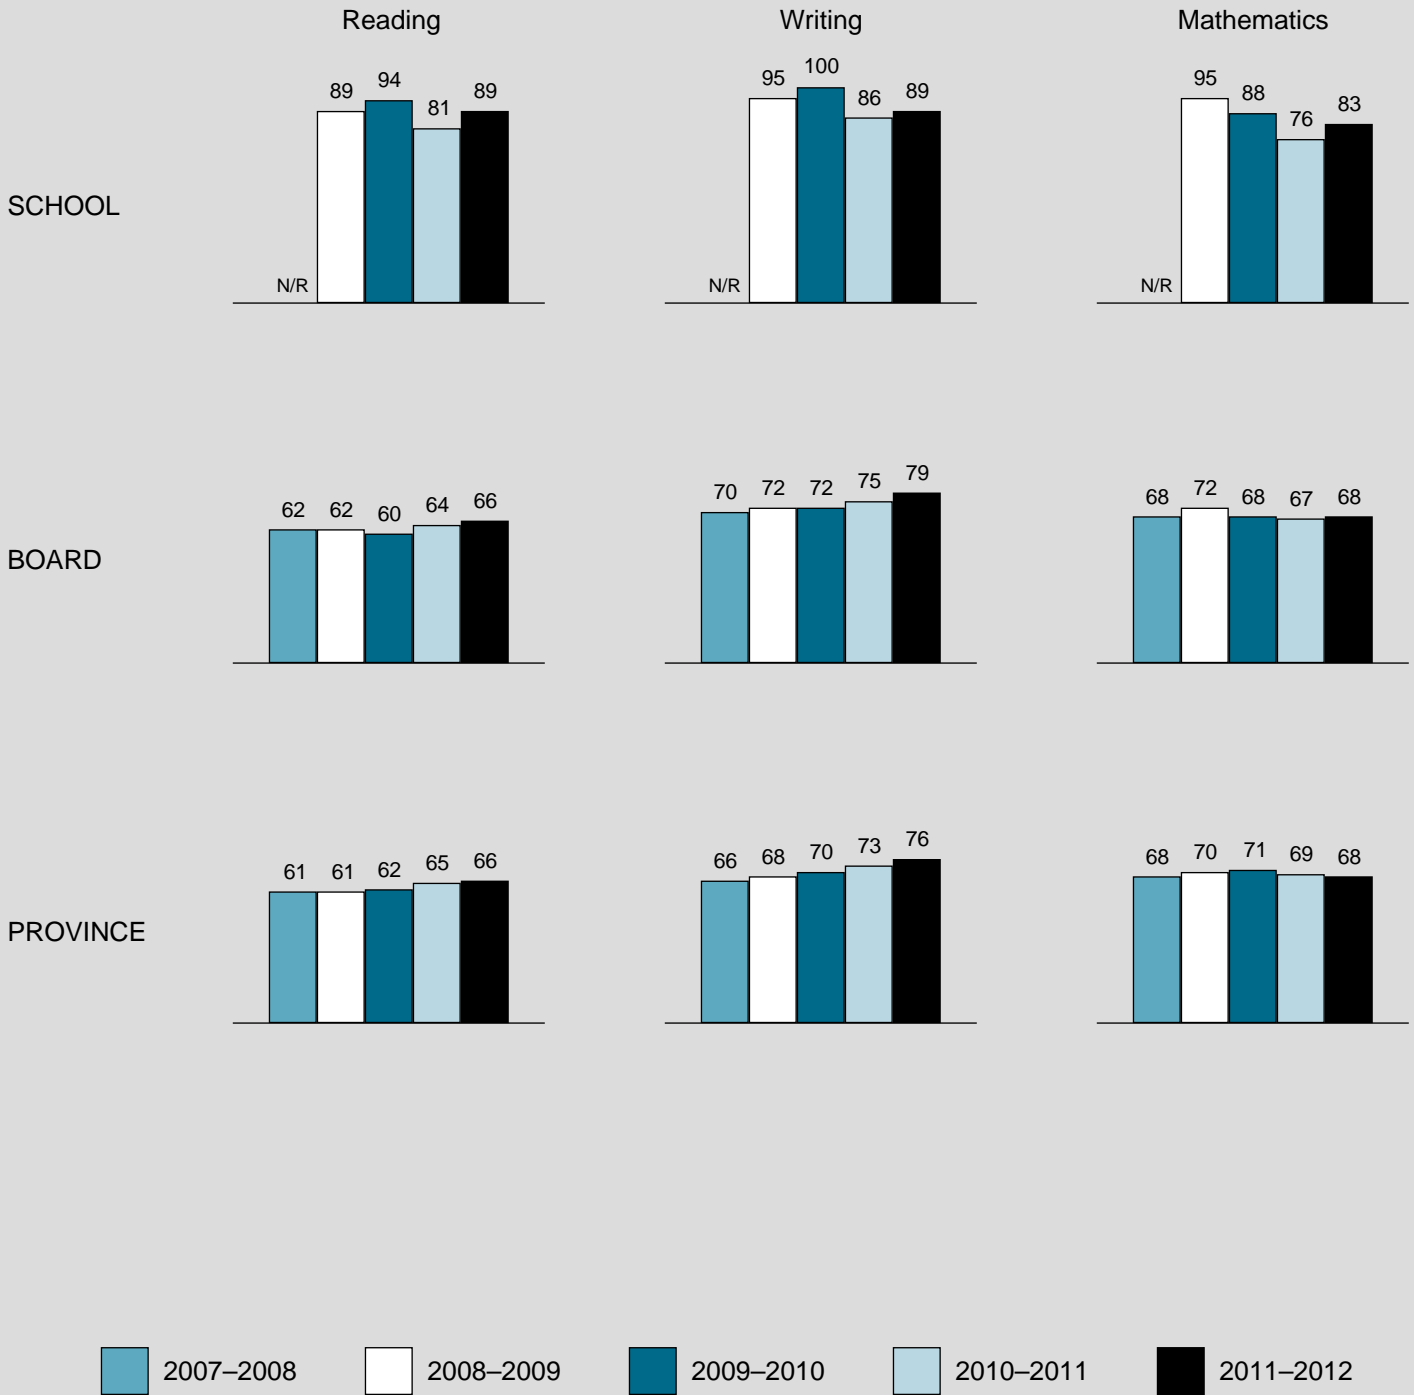 Reading Writing Mathematics
SCHOOL
N/R 89 94 81 89
N/R 95 100 86 89
N/R 95 88 76 83
BOARD
62 62 60 64 66
70 72 72 75 79
68 72 68 67 68
PROVINCE
61 61 62 65 66
66 68 70 73 76
68 70 71 69 68
2007–2008 2008–2009 2009–2010 2010–2011 2011–2012